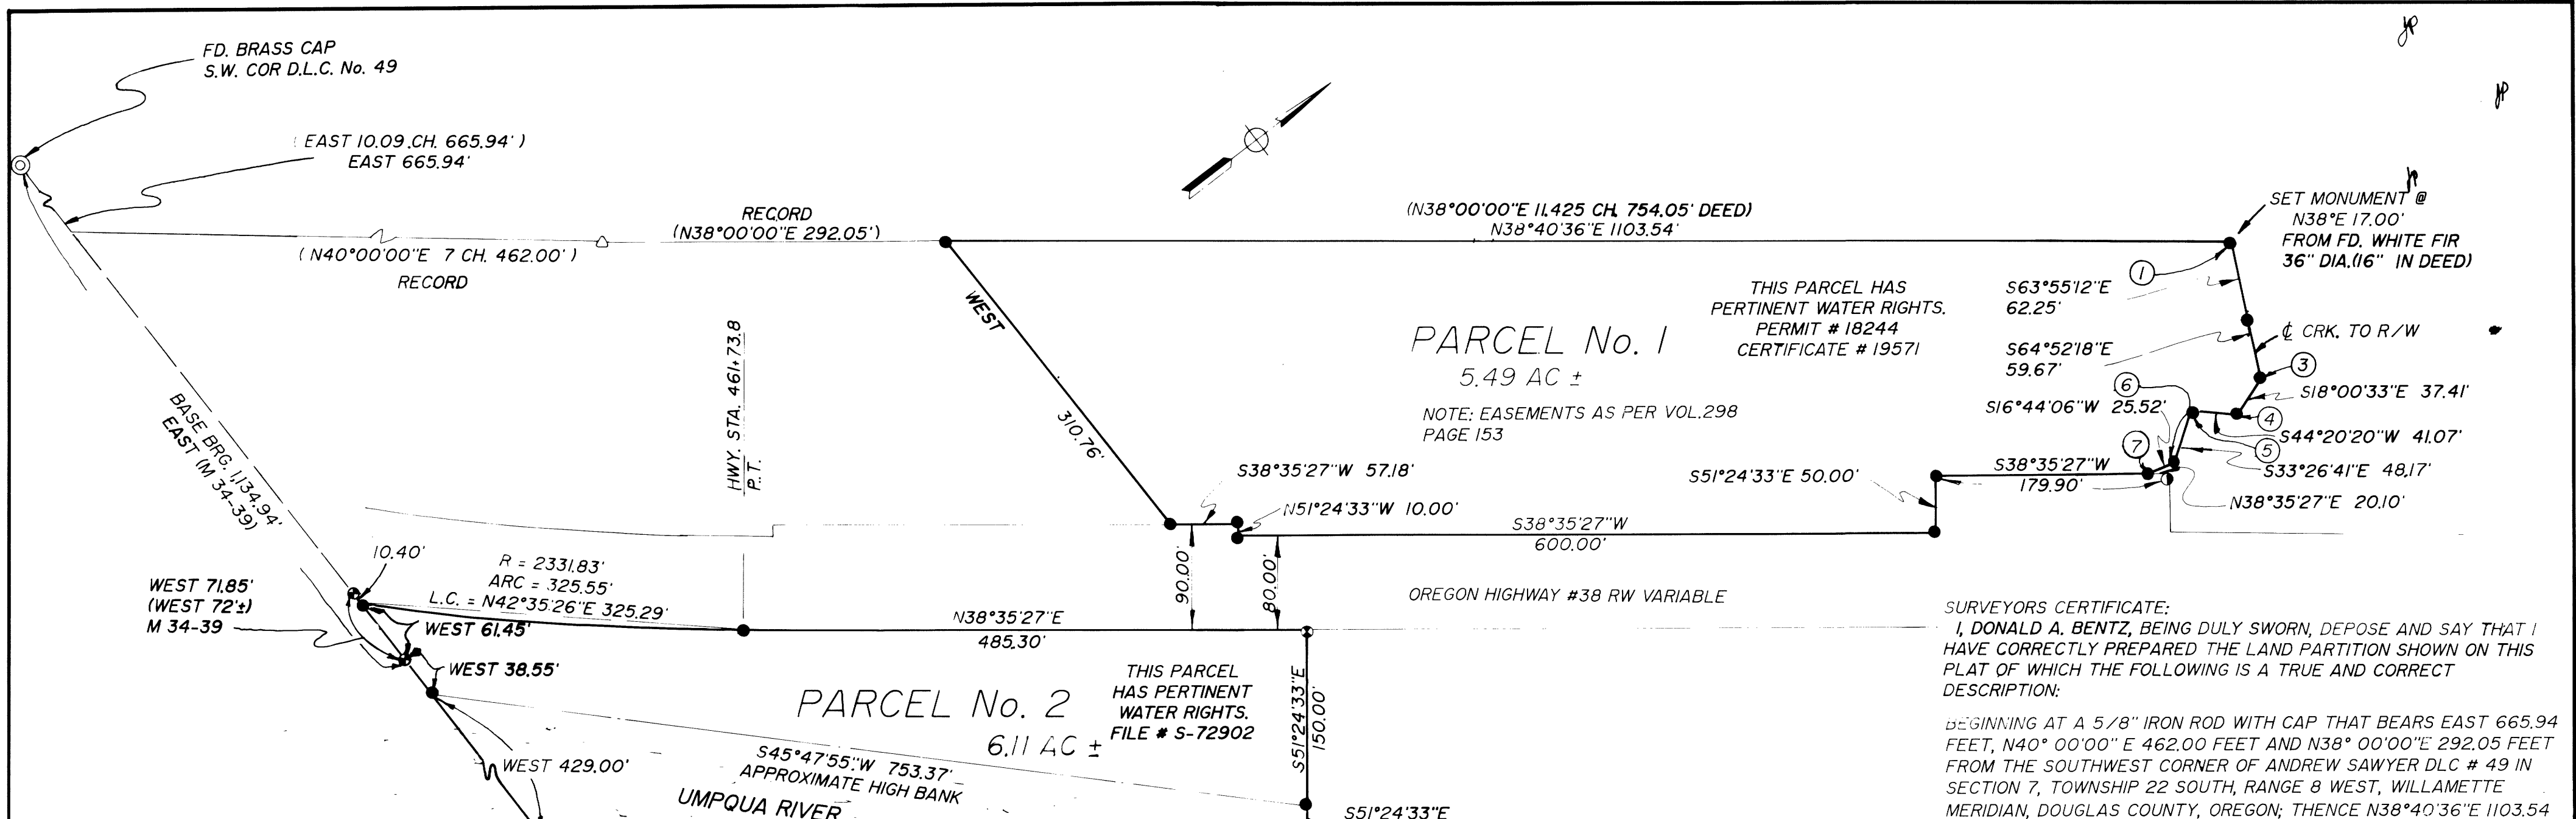 FD. BRASS CAP
S.W. COR D.L.C. No. 49
( EAST 10.09 CH. 665.94' )
EAST 665.94'
RECORD
(N38°00'00"E 292.05')
( N40°00'00"E 7 CH. 462.00' )
RECORD
(N38°00'00"E 11.425 CH. 754.05' DEED)
N38°40'36"E 1103.54'
SET MONUMENT @
N38°E 17.00'
FROM FD. WHITE FIR
36" DIA.(16" IN DEED)
1
S63°55'12"E
62.25'
THIS PARCEL HAS
PERTINENT WATER RIGHTS.
PERMIT # 18244
CERTIFICATE # 19571
℄ CRK. TO R/W
S64°52'18"E
59.67'
WEST
310.76'
PARCEL No. 1
5.49 AC ±
NOTE: EASEMENTS AS PER VOL.298
PAGE 153
3
S18°00'33"E 37.41'
6
S16°44'06"W 25.52'
4
S44°20'20"W 41.07'
5
7
S33°26'41"E 48.17'
N38°35'27"E 20.10'
HWY. STA. 461+73.8
P.T.
BASE BRG. 1,134.94'
EAST (M 34-39)
S38°35'27"W 57.18'
N51°24'33"W 10.00'
S51°24'33"E 50.00'
S38°35'27"W
179.90'
S38°35'27"W
600.00'
90.00'
80.00'
10.40'
R = 2331.83'
ARC = 325.55'
L.C. = N42°35'26"E 325.29'
WEST 71.85'
(WEST 72'±)
M 34-39
WEST 61.45'
WEST 38.55'
N38°35'27"E
485.30'
OREGON HIGHWAY #38 RW VARIABLE
PARCEL No. 2
6.11 AC ±
THIS PARCEL
HAS PERTINENT
WATER RIGHTS.
FILE # S-72902
S51°24'33"E
150.00'
S45°47'55"W 753.37'
APPROXIMATE HIGH BANK
WEST 429.00'
UMPQUA RIVER
S51°24'33"E
SURVEYORS CERTIFICATE:
I, DONALD A. BENTZ, BEING DULY SWORN, DEPOSE AND SAY THAT I
HAVE CORRECTLY PREPARED THE LAND PARTITION SHOWN ON THIS
PLAT OF WHICH THE FOLLOWING IS A TRUE AND CORRECT
DESCRIPTION:
BEGINNING AT A 5/8" IRON ROD WITH CAP THAT BEARS EAST 665.94
FEET, N40° 00'00" E 462.00 FEET AND N38° 00'00"E 292.05 FEET
FROM THE SOUTHWEST CORNER OF ANDREW SAWYER DLC # 49 IN
SECTION 7, TOWNSHIP 22 SOUTH, RANGE 8 WEST, WILLAMETTE
MERIDIAN, DOUGLAS COUNTY, OREGON; THENCE N38°40'36"E 1103.54